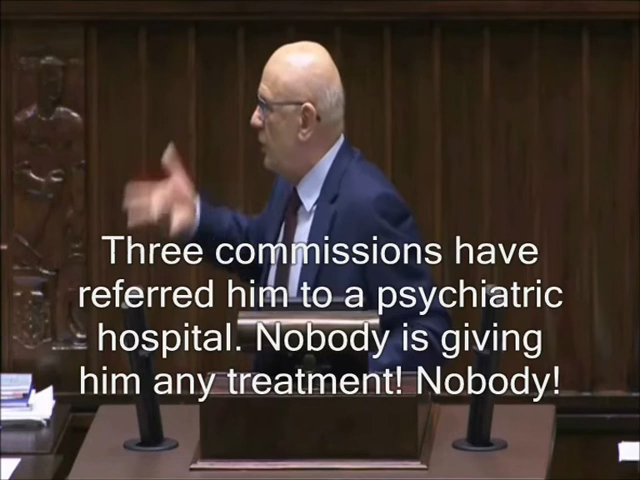 Three commissions have
referred him to a psychiatric
hospital. Nobody is giving
him any treatment! Nobody!